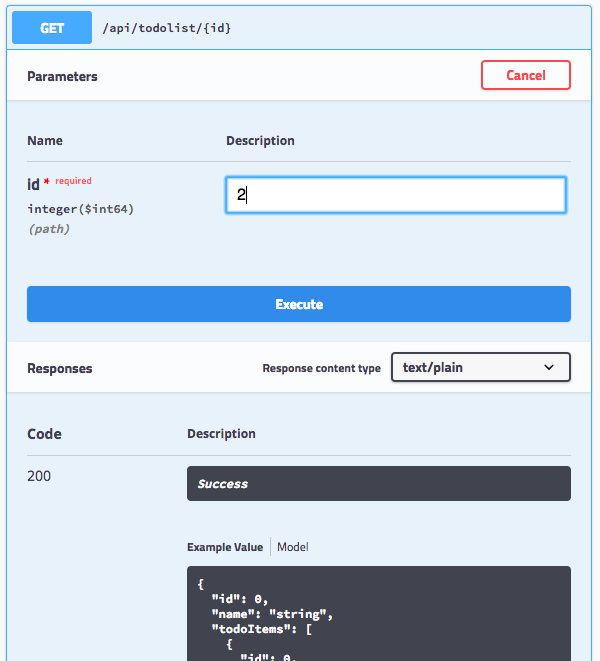 GET /api/todolist/{id}
Parameters Cancel
Name Description
id * required
integer($int64)
(path)
2
Execute
Responses Response content type text/plain
Code Description
200 Success
Example Value Model
{
"id": 0,
"name": "string",
"todoItems": [
{
"id": 0,